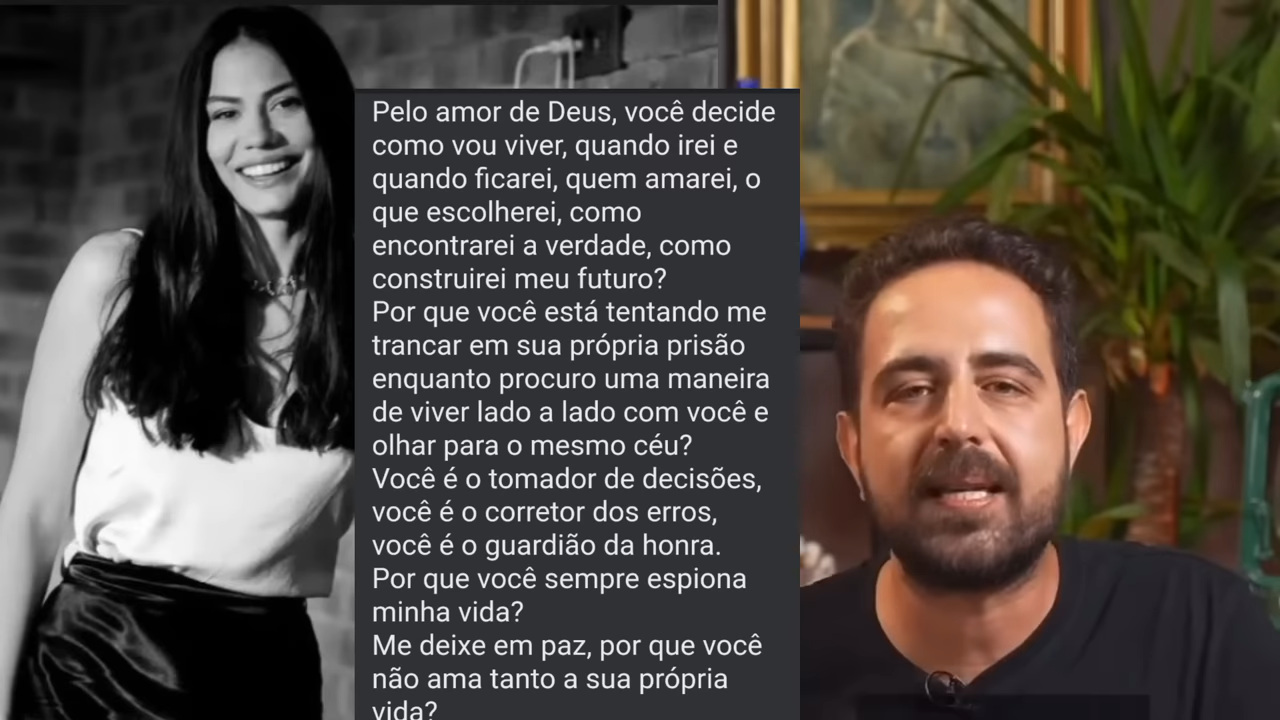 Pelo amor de Deus, você decide
como vou viver, quando irei e
quando ficarei, quem amarei, o
que escolherei, como
encontrarei a verdade, como
construirei meu futuro?
Por que você está tentando me
trancar em sua própria prisão
enquanto procuro uma maneira
de viver lado a lado com você e
olhar para o mesmo céu?
Você é o tomador de decisões,
você é o corretor dos erros,
você é o guardião da honra.
Por que você sempre espiona
minha vida?
Me deixe em paz, por que você
não ama tanto a sua própria
vida?